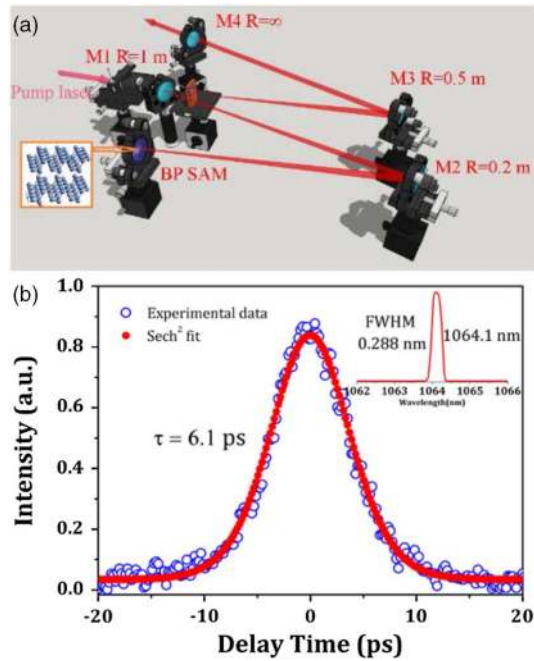 (a)
M4 R=∞
M1 R=1 m
M3 R=0.5 m
Pump laser
M2 R=0.2 m
BP SAM
(b)
Experimental data
Sech² fit
FWHM
0.288 nm
1064.1 nm
1062 1063 1064 1065 1066
Wavelength(nm)
τ = 6.1 ps
Intensity (a.u.)
1.0
0.8
0.6
0.4
0.2
0.0
-20 -10 0 10 20
Delay Time (ps)